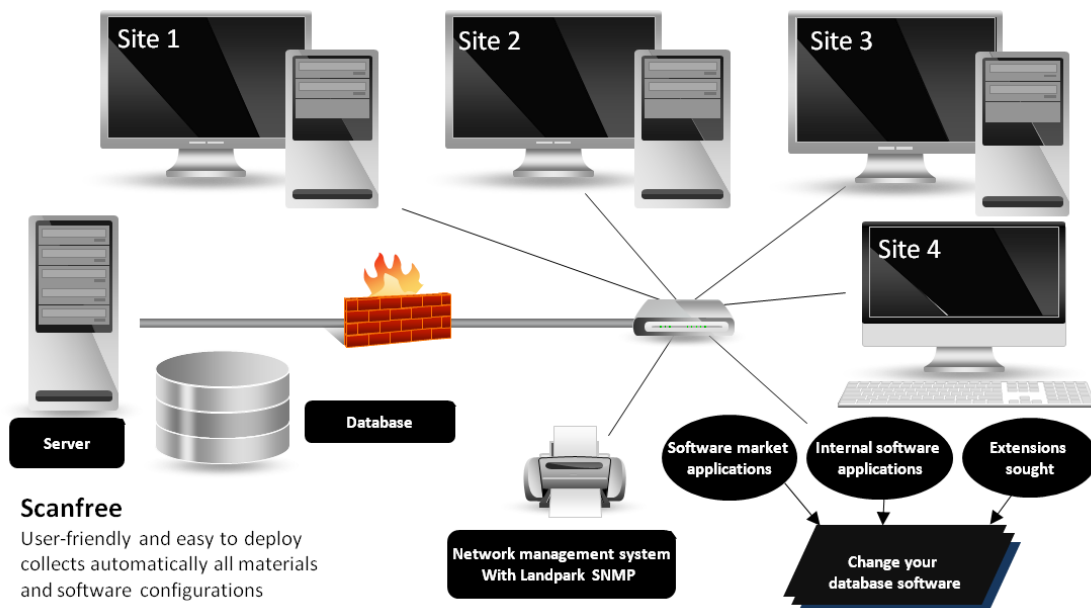 Site 1
Site 2
Site 3
Site 4
Server
Database
Software market
applications
Internal software
applications
Extensions
sought
Scanfree
User-friendly and easy to deploy
collects automatically all materials
and software configurations
Network management system
With Landpark SNMP
Change your
database software